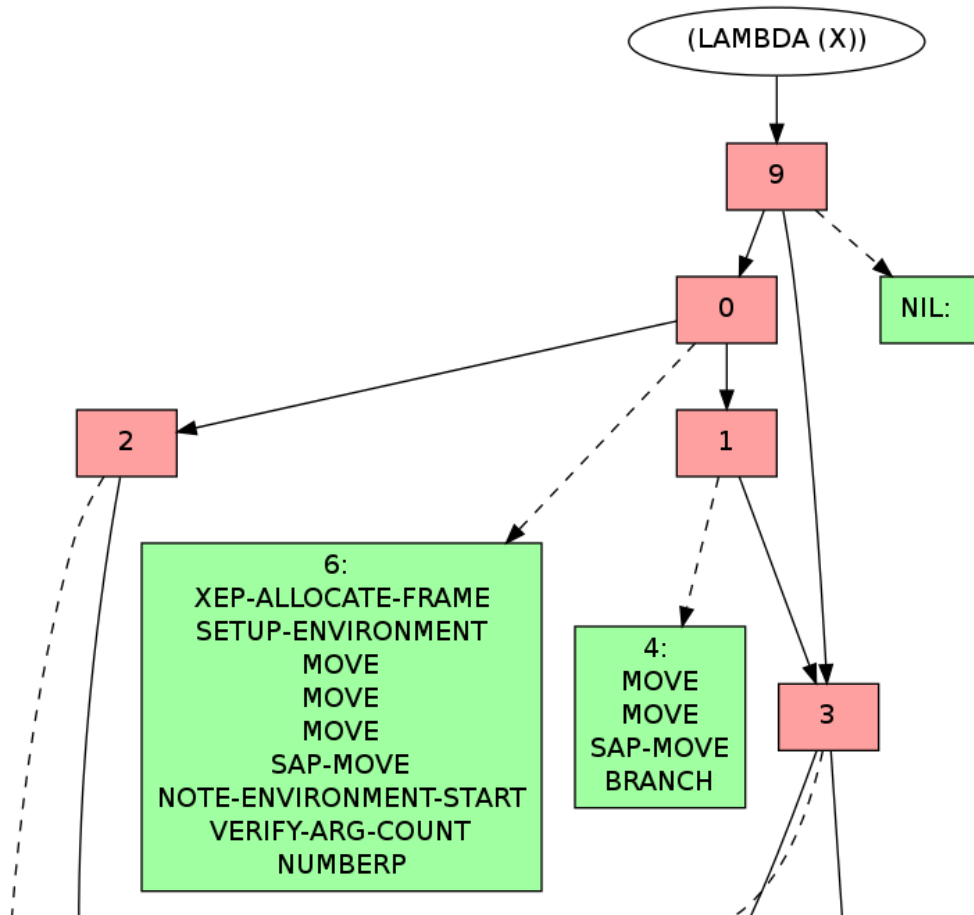 (LAMBDA (X))
9
0
NIL:
2
1
6:
XEP-ALLOCATE-FRAME
SETUP-ENVIRONMENT
MOVE
MOVE
MOVE
SAP-MOVE
NOTE-ENVIRONMENT-START
VERIFY-ARG-COUNT
NUMBERP
4:
MOVE
MOVE
SAP-MOVE
BRANCH
3